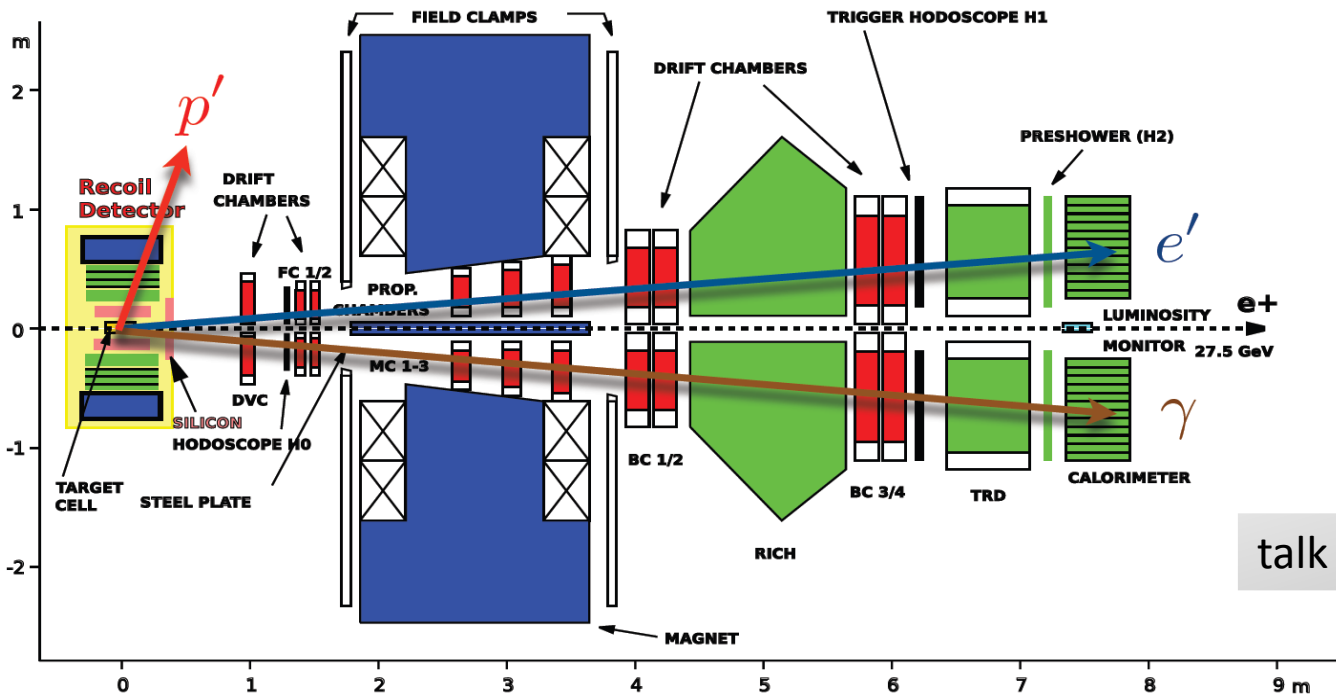 FIELD CLAMPS
TRIGGER HODOSCOPE H1
m
DRIFT CHAMBERS
2
p′
PRESHOWER (H2)
DRIFT
CHAMBERS
Recoil
Detector
1
e′
FC 1/2
PROP.
CHAMBERS
e+
0
LUMINOSITY
MONITOR
27.5 GeV
MC 1-3
DVC
γ
SILICON
HODOSCOPE H0
-1
BC 1/2
CALORIMETER
TARGET
CELL
STEEL PLATE
BC 3/4
TRD
RICH
talk
-2
MAGNET
0 1 2 3 4 5 6 7 8 9 m